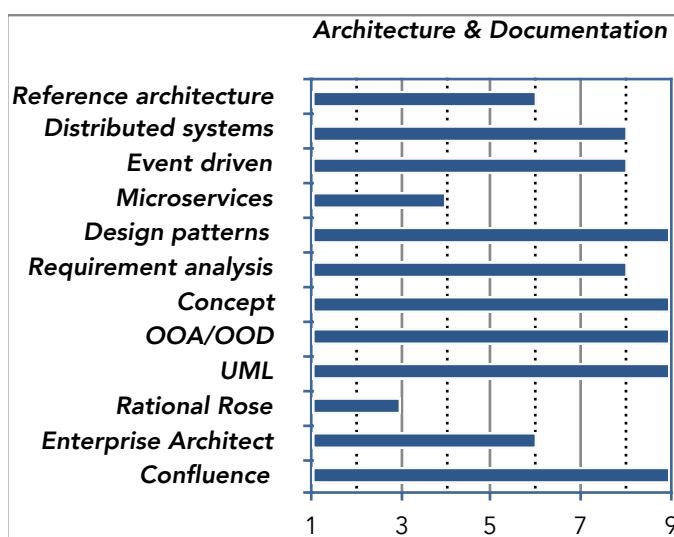 Architecture & Documentation
Reference architecture
Distributed systems
Event driven
Microservices
Design patterns
Requirement analysis
Concept
OOA/OOD
UML
Rational Rose
Enterprise Architect
Confluence
1 3 5 7 9